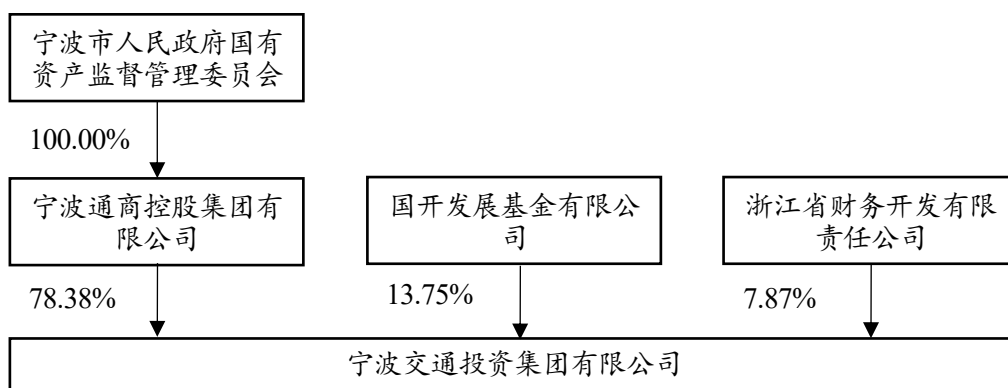 宁波市人民政府国有
资产监督管理委员会
100.00%
宁波通商控股集团有
限公司
国开发展基金有限公
司
浙江省财务开发有限
责任公司
78.38%
13.75%
7.87%
宁波交通投资集团有限公司